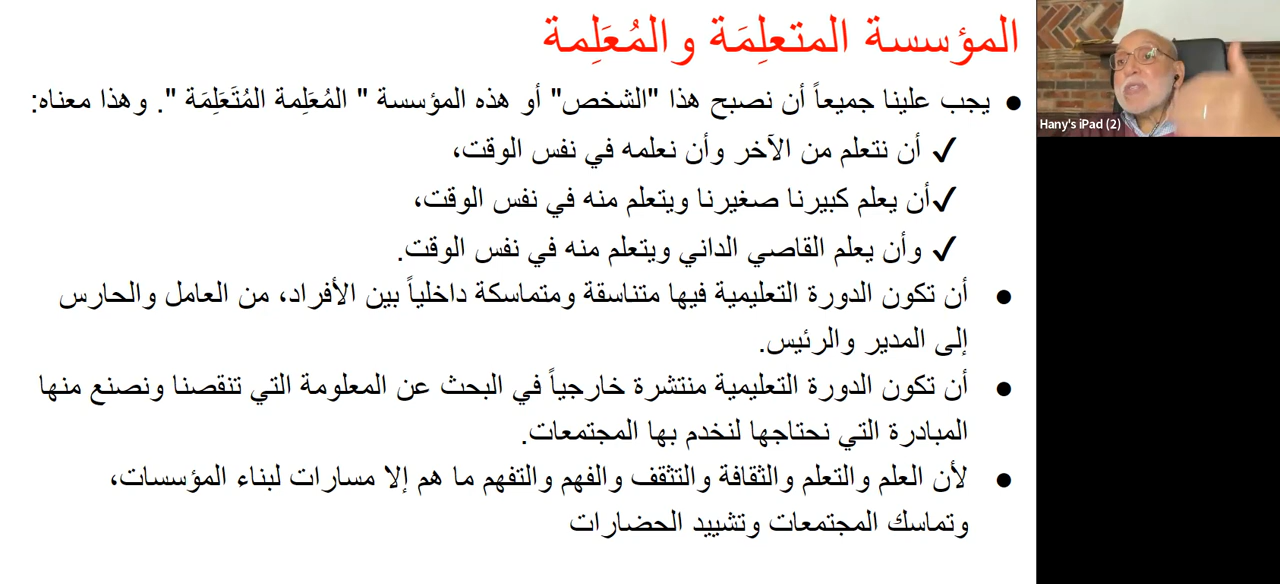 المؤسسة المتعلِمَة والمُعَلِمة
● يجب علينا جميعاً أن نصبح هذا "الشخص" أو هذه المؤسسة " المُعَلِمة المُتَعَلِمَة ". وهذا معناه:
✓ أن نتعلم من الآخر وأن نعلمه في نفس الوقت،
✓أن يعلم كبيرنا صغيرنا ويتعلم منه في نفس الوقت،
✓ وأن يعلم القاصي الداني ويتعلم منه في نفس الوقت.
● أن تكون الدورة التعليمية فيها متناسقة ومتماسكة داخلياً بين الأفراد، من العامل والحارس
إلى المدير والرئيس.
● أن تكون الدورة التعليمية منتشرة خارجياً في البحث عن المعلومة التي تنقصنا ونصنع منها
المبادرة التي نحتاجها لنخدم بها المجتمعات.
● لأن العلم والتعلم والثقافة والتثقف والفهم والتفهم ما هم إلا مسارات لبناء المؤسسات،
وتماسك المجتمعات وتشييد الحضارات
Hany's iPad (2)